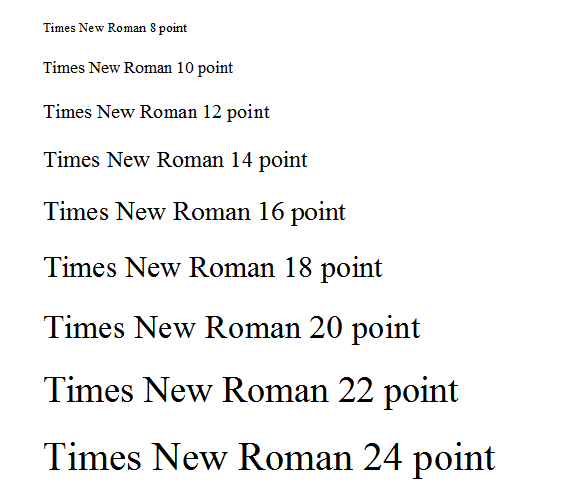 Times New Roman 8 point
Times New Roman 10 point
Times New Roman 12 point
Times New Roman 14 point
Times New Roman 16 point
Times New Roman 18 point
Times New Roman 20 point
Times New Roman 22 point
Times New Roman 24 point